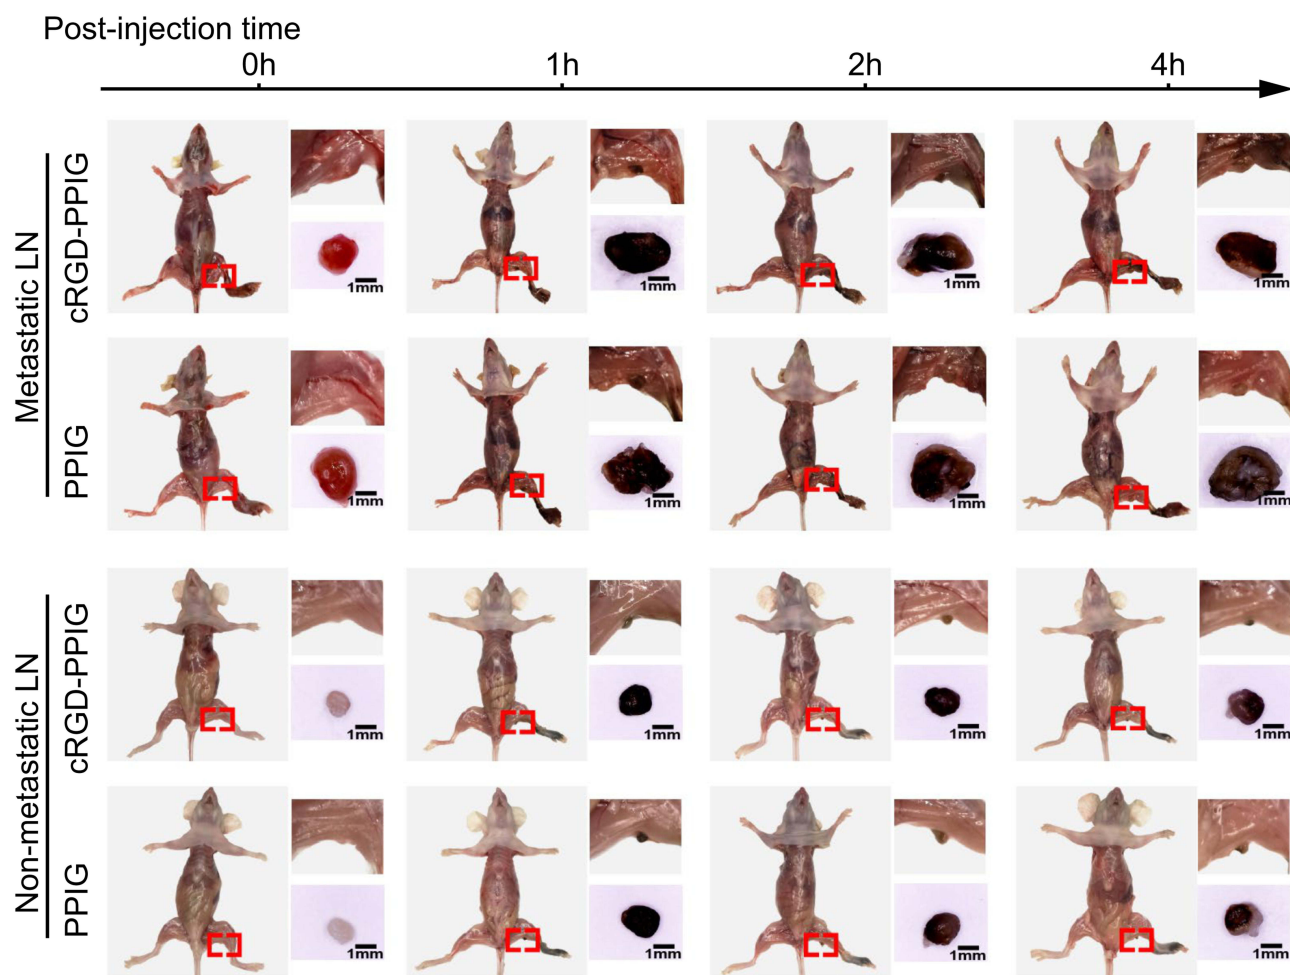 Post-injection time
0h 1h 2h 4h
Metastatic LN
cRGD-PPIG
1mm 1mm 1mm 1mm
PPIG
1mm 1mm 1mm 1mm
Non-metastatic LN
cRGD-PPIG
1mm 1mm 1mm 1mm
PPIG
1mm 1mm 1mm 1mm